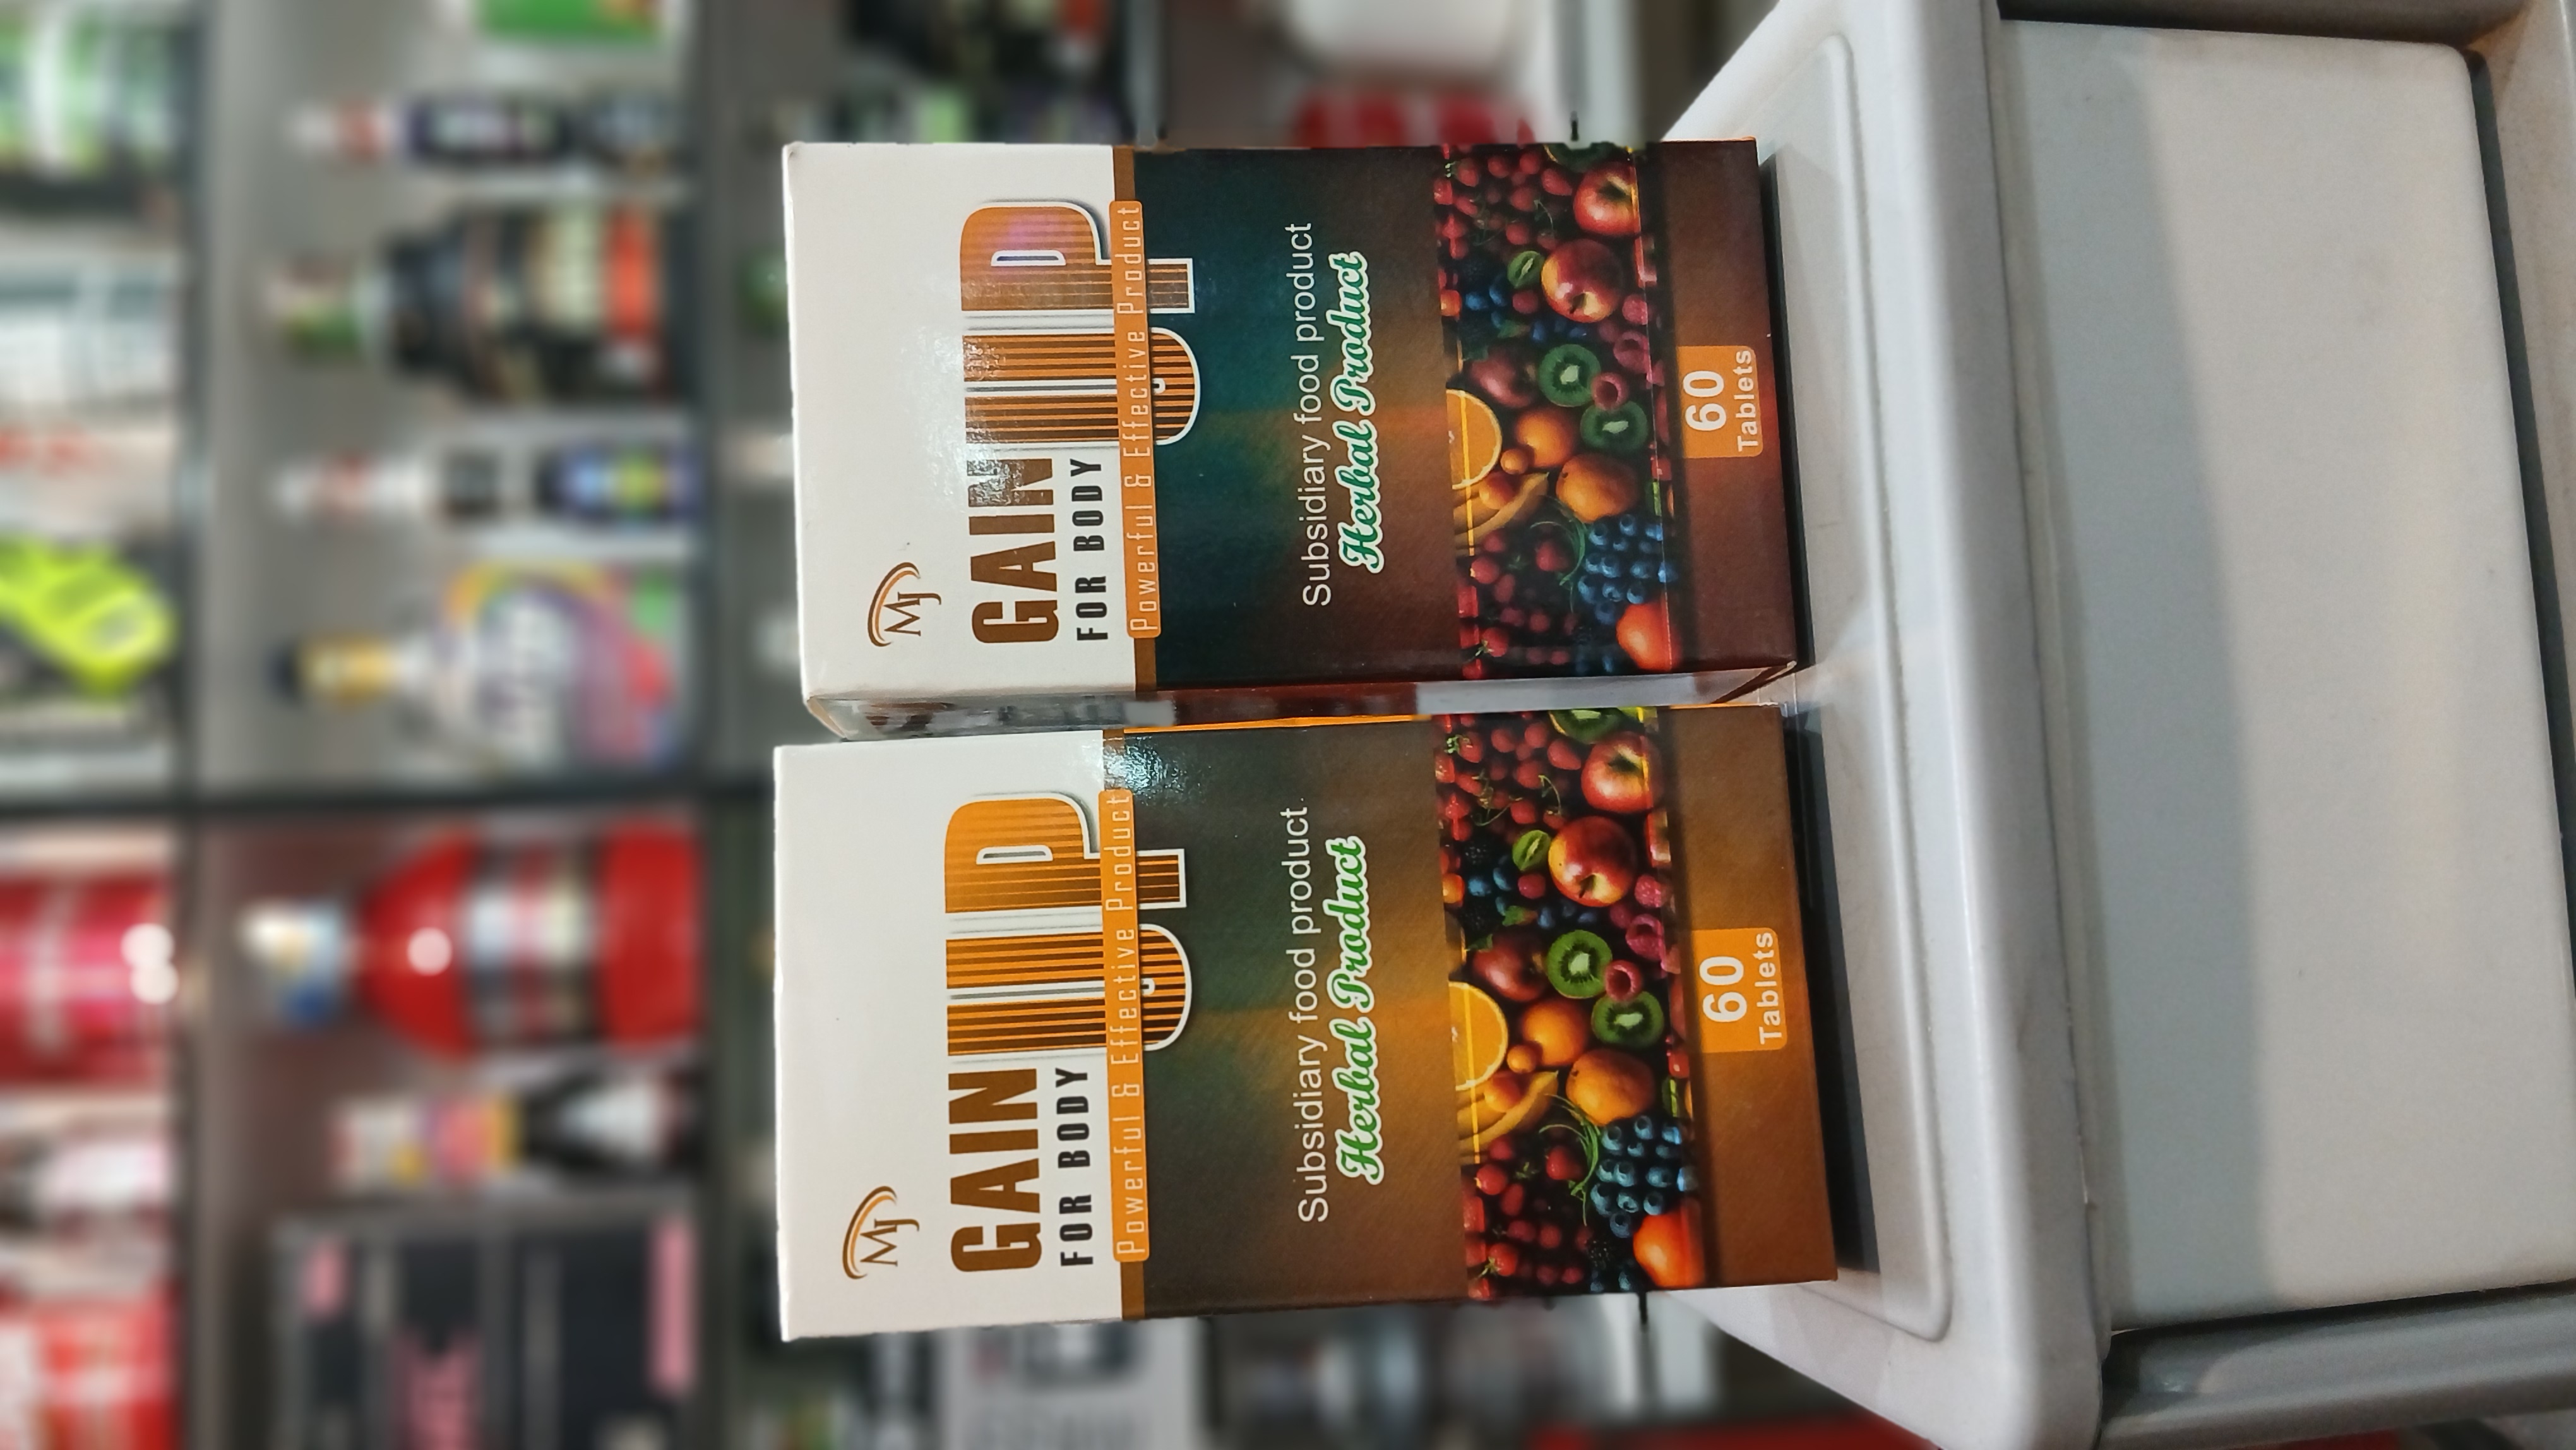 MJ
GAIN UP
FOR BODY
Powerful & Effective Product
Subsidiary food product.
Herbal Product
60
Tablets
MJ
GAIN UP
FOR BODY
Powerful & Effective Product
Subsidiary food product
Herbal Product
60
Tablets